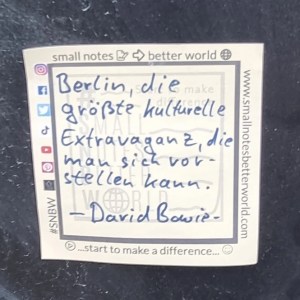 small notes better world
Berlin, die
größte kulturelle
Extravaganz, die
man sich vor-
stellen kann.
- David Bowie -
#SNBW
www.smallnotesbetterworld.com
...start to make a difference...